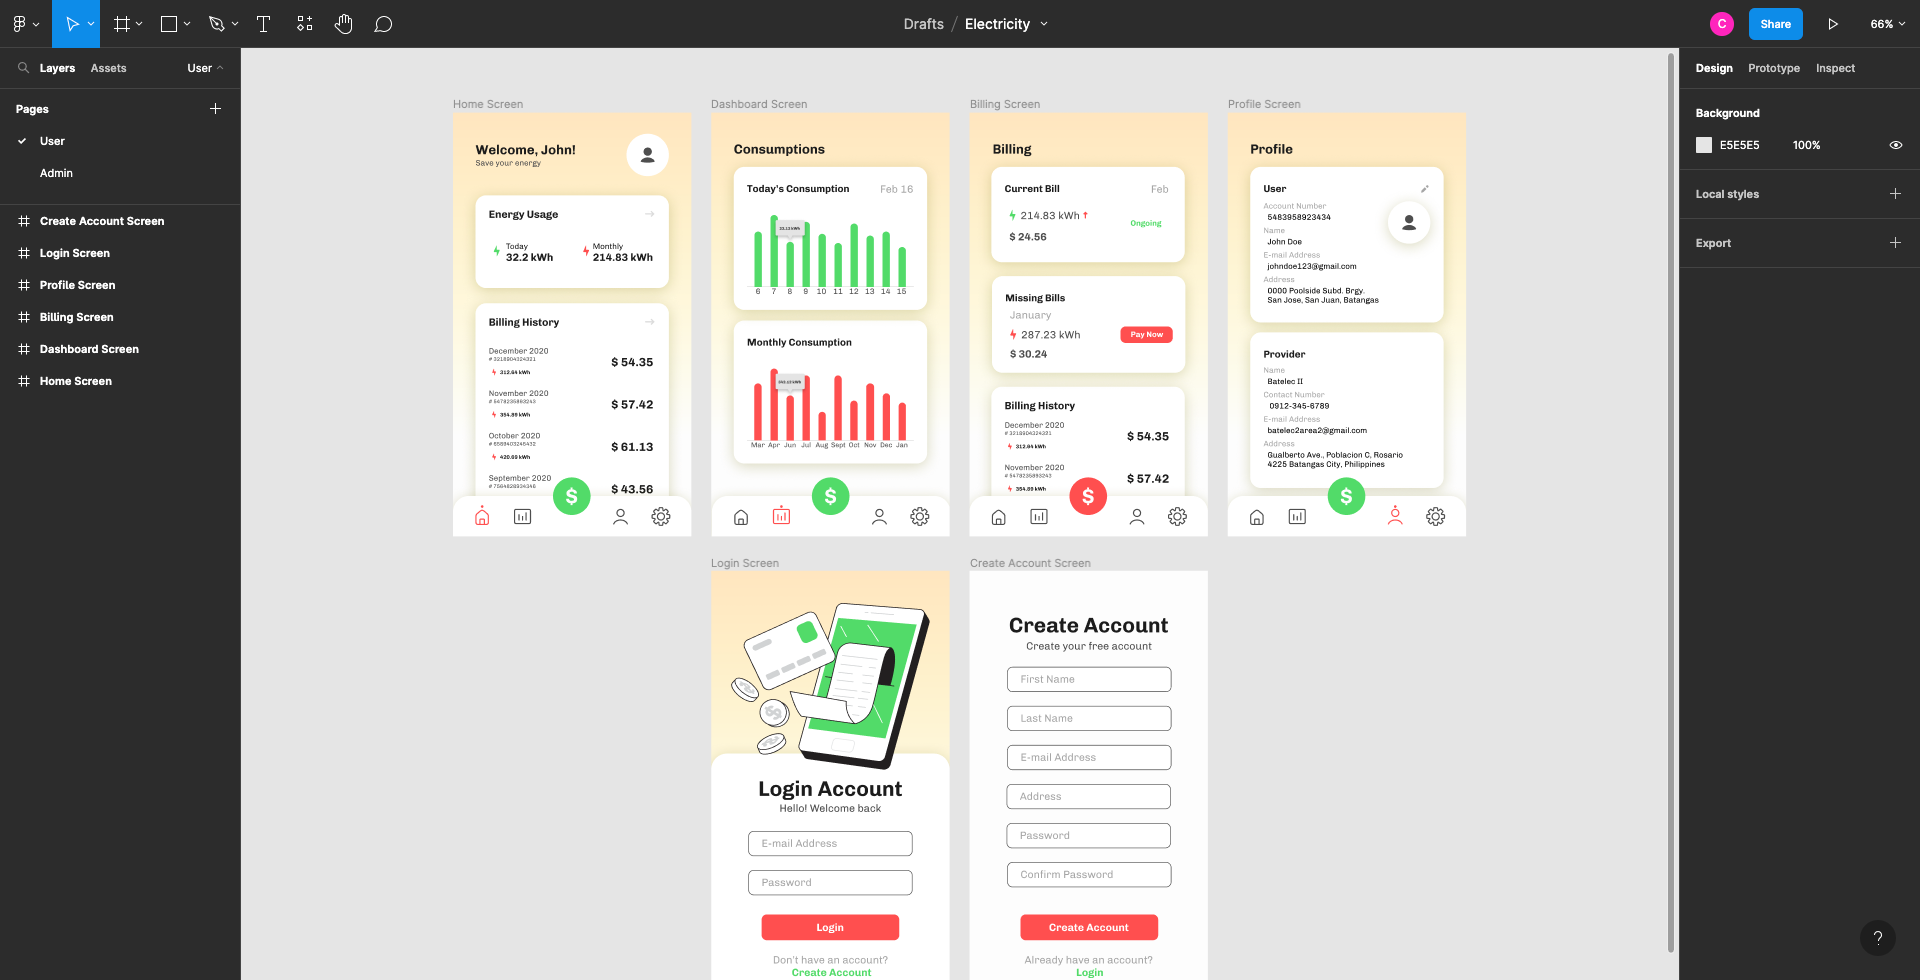 Drafts / Electricity
C
Share
66%
Layers
Assets
User
Pages
User
Admin
Create Account Screen
Login Screen
Profile Screen
Billing Screen
Dashboard Screen
Home Screen
Home Screen
Welcome, John!
Save your energy
Energy Usage
Today
32.2 kWh
Monthly
214.83 kWh
Billing History
December 2020
# 3218904324321
312.64 kWh
$ 54.35
November 2020
# 5478235893243
354.89 kWh
$ 57.42
October 2020
# 6569403245432
420.69 kWh
$ 61.13
September 2020
# 7564828934346
$ 43.56
$
Dashboard Screen
Consumptions
Today's Consumption
Feb 16
6 7 8 9 10 11 12 13 14 15
Monthly Consumption
Mar Apr Jun Jul Aug Sept Oct Nov Dec Jan
$
Billing Screen
Billing
Current Bill
Feb
214.83 kWh
$ 24.56
Ongoing
Missing Bills
January
287.23 kWh
$ 30.24
Pay Now
Billing History
December 2020
# 3218904324321
312.64 kWh
$ 54.35
November 2020
# 5478235893243
354.89 kWh
$ 57.42
$
Profile Screen
Profile
User
Account Number
5483958923434
Name
John Doe
E-mail Address
johndoe123@gmail.com
Address
0000 Poolside Subd. Brgy.
San Jose, San Juan, Batangas
Provider
Name
Batelec II
Contact Number
0912-345-6789
E-mail Address
batelec2area2@gmail.com
Address
Gualberto Ave., Poblacion C, Rosario
4225 Batangas City, Philippines
$
Login Screen
Login Account
Hello! Welcome back
E-mail Address
Password
Login
Don't have an account?
Create Account
Create Account Screen
Create Account
Create your free account
First Name
Last Name
E-mail Address
Address
Password
Confirm Password
Create Account
Already have an account?
Login
Design
Prototype
Inspect
Background
E5E5E5
100%
Local styles
Export
?